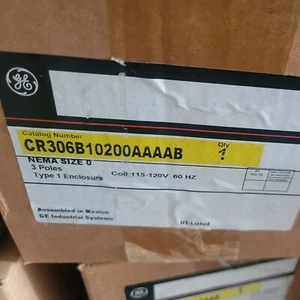 GE
Catalog Number
Qty
CR306B10200AAAAB
1
NEMA SIZE 0
3 Poles
Type 1 Enclosure Coil 115-120V 60 HZ
Assembled in Mexico
GE Industrial Systems
UL Listed